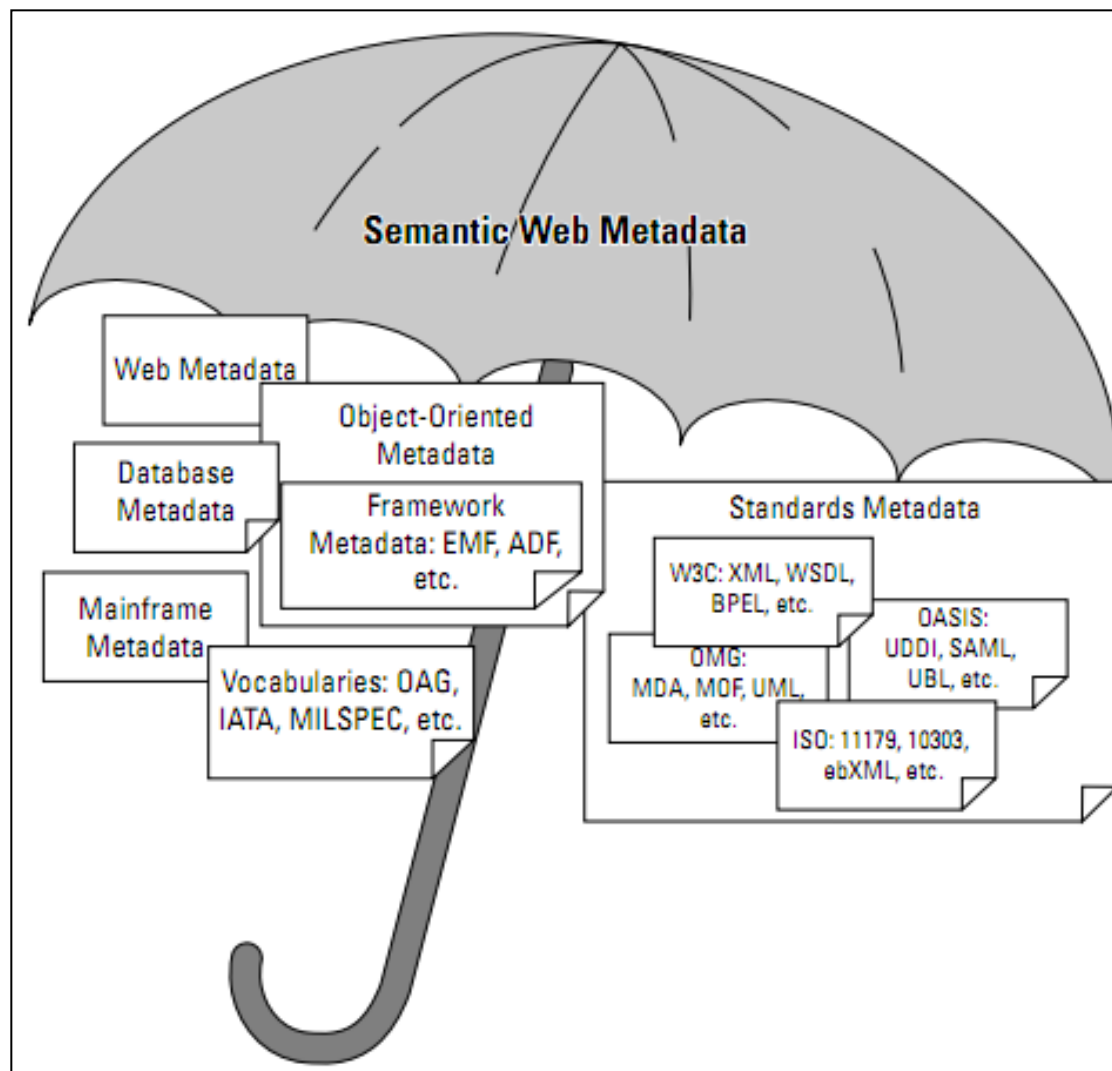 Semantic Web Metadata
Web Metadata
Object-Oriented
Metadata
Database
Metadata
Framework
Metadata: EMF, ADF,
etc.
Mainframe
Metadata
Vocabularies: OAG,
IATA, MILSPEC, etc.
Standards Metadata
W3C: XML, WSDL,
BPEL, etc.
OASIS:
UDDI, SAML,
UBL, etc.
OMG:
MDA, MOF, UML,
etc.
ISO: 11179, 10303,
ebXML, etc.